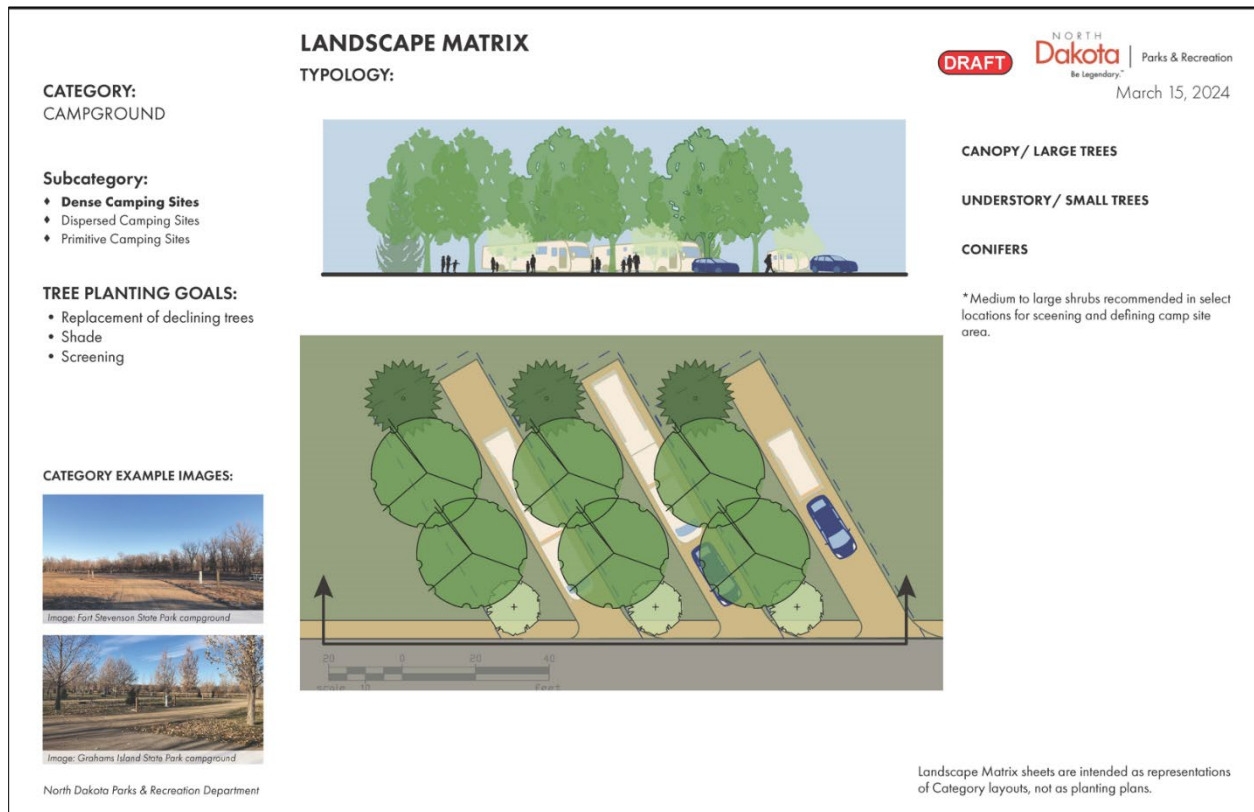 LANDSCAPE MATRIX
TYPOLOGY:
DRAFT
NORTH
Dakota
Be Legendary.™
Parks & Recreation
March 15, 2024
CATEGORY:
CAMPGROUND
Subcategory:
♦ Dense Camping Sites
♦ Dispersed Camping Sites
♦ Primitive Camping Sites
TREE PLANTING GOALS:
• Replacement of declining trees
• Shade
• Screening
CATEGORY EXAMPLE IMAGES:
Image: Fort Stevenson State Park campground
Image: Grahams Island State Park campground
North Dakota Parks & Recreation Department
20 0 20 40
scale 10 feet
CANOPY/ LARGE TREES
UNDERSTORY/ SMALL TREES
CONIFERS
*Medium to large shrubs recommended in select
locations for sceening and defining camp site
area.
Landscape Matrix sheets are intended as representations
of Category layouts, not as planting plans.